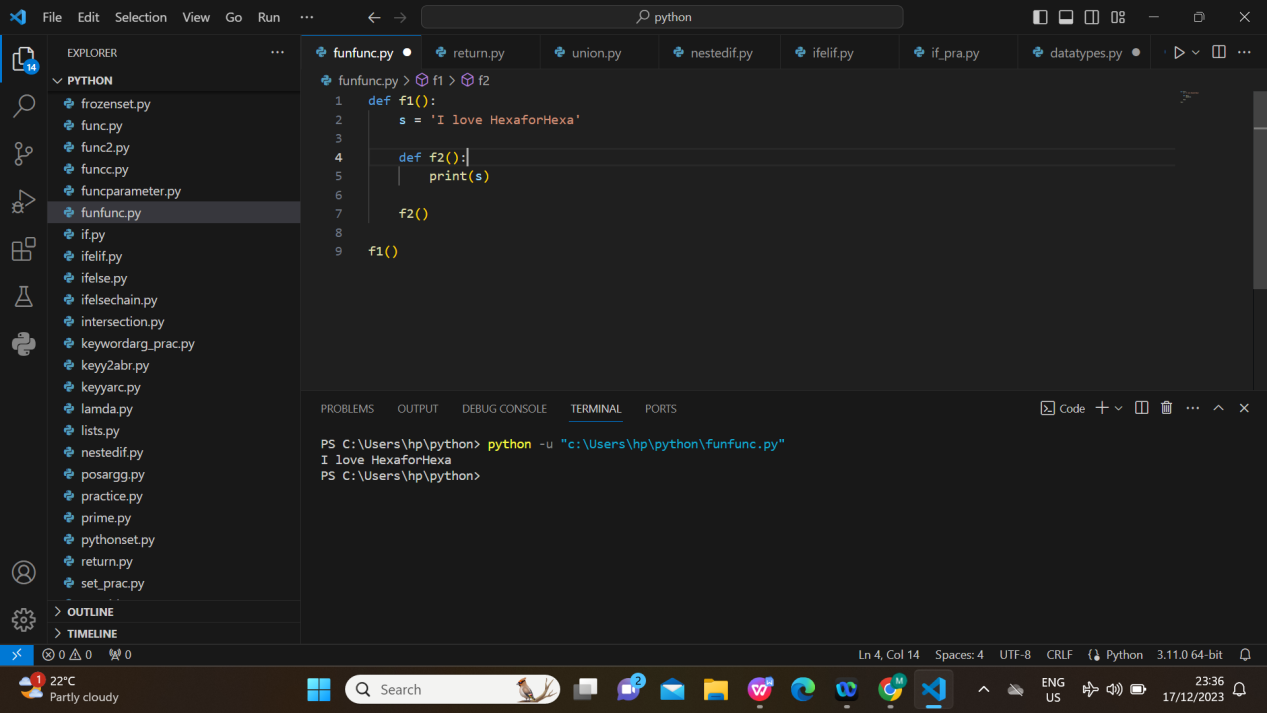 File Edit Selection View Go Run ···
python
14
EXPLORER ···
PYTHON
frozenset.py
func.py
func2.py
funcc.py
funcparameter.py
funfunc.py
if.py
ifelif.py
ifelse.py
ifelsechain.py
intersection.py
keywordarg_prac.py
keyy2abr.py
keyyarc.py
lamda.py
lists.py
nestedif.py
posargg.py
practice.py
prime.py
pythonset.py
return.py
set_prac.py
OUTLINE
TIMELINE
funfunc.py return.py union.py nestedif.py ifelif.py if_pra.py datatypes.py ···
funfunc.py > f1 > f2
1 def f1():
2 s = 'I love HexaforHexa'
3
4 def f2():
5 print(s)
6
7 f2()
8
9 f1()
PROBLEMS OUTPUT DEBUG CONSOLE TERMINAL PORTS
Code ···
PS C:\Users\hp\python> python -u "c:\Users\hp\python\funfunc.py"
I love HexaforHexa
PS C:\Users\hp\python>
0 0 0
Ln 4, Col 14 Spaces: 4 UTF-8 CRLF Python 3.11.0 64-bit
1 22°C
Partly cloudy
Search
2
W
M
ENG
US
23:36
17/12/2023